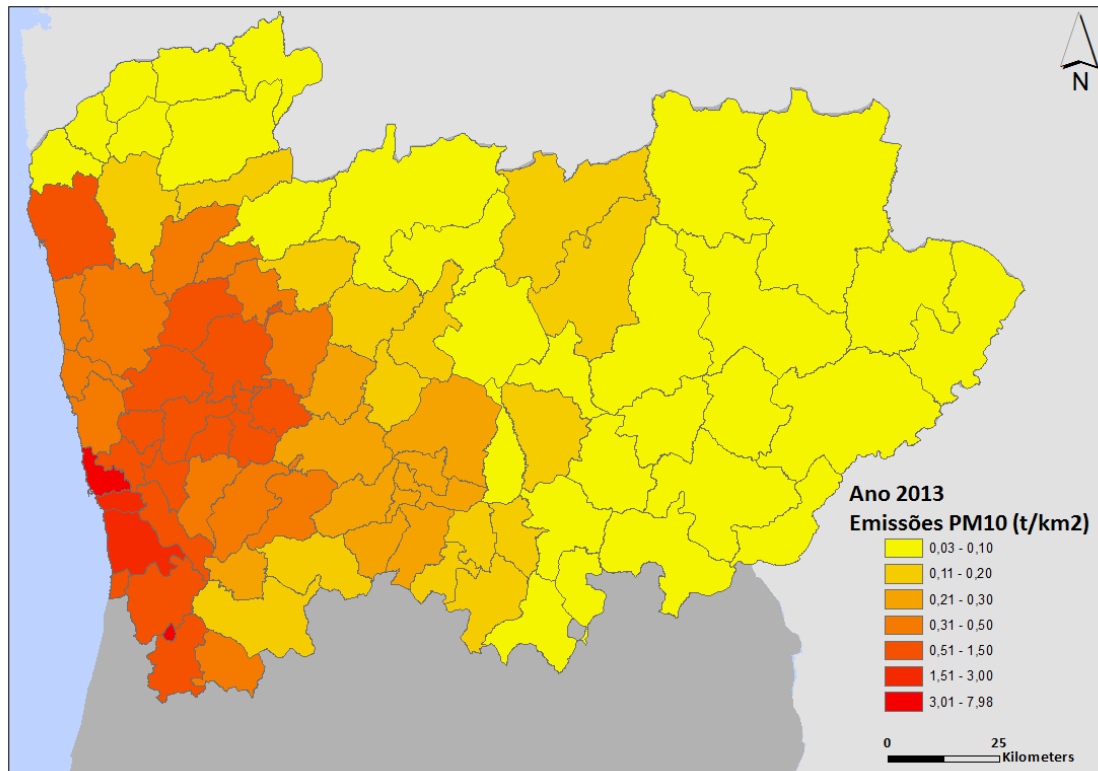 N
Ano 2013
Emissões PM10 (t/km2)
0,03 - 0,10
0,11 - 0,20
0,21 - 0,30
0,31 - 0,50
0,51 - 1,50
1,51 - 3,00
3,01 - 7,98
0 25
Kilometers